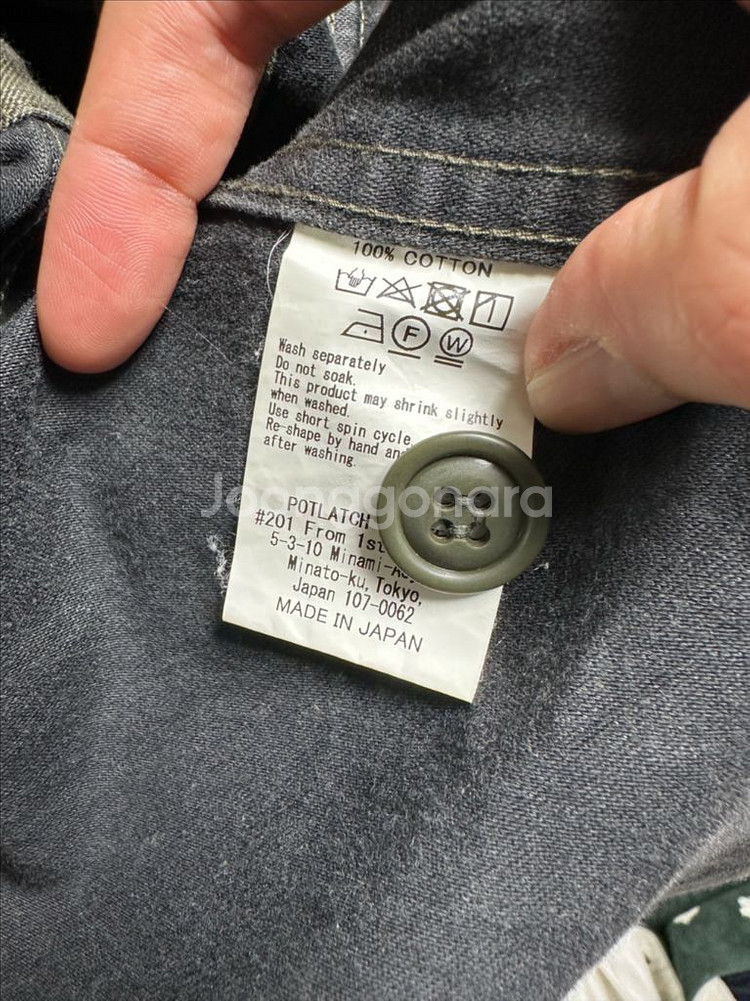 100% COTTON
F W
Wash separately
Do not soak.
This product may shrink slightly
when washed.
Use short spin cycle.
Re-shape by hand
after washing.
Joonggonara
POTLATCH
#201 From 1st
5-3-10 Minami-
Minato-ku, Tokyo,
Japan 107-0062
MADE IN JAPAN